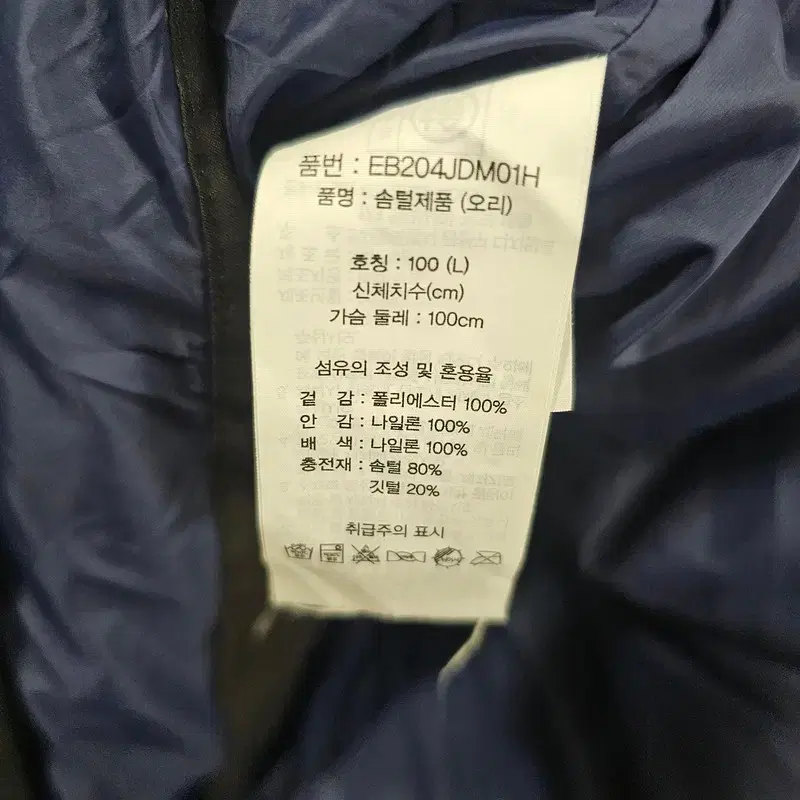 품번 : EB204JDM01H
품명 : 솜털제품 (오리)
호칭 : 100 (L)
신체치수(cm)
가슴 둘레 : 100cm
섬유의 조성 및 혼용율
겉 감 : 폴리에스터 100%
안 감 : 나일론 100%
배 색 : 나일론 100%
충전재 : 솜털 80%
깃털 20%
취급주의 표시